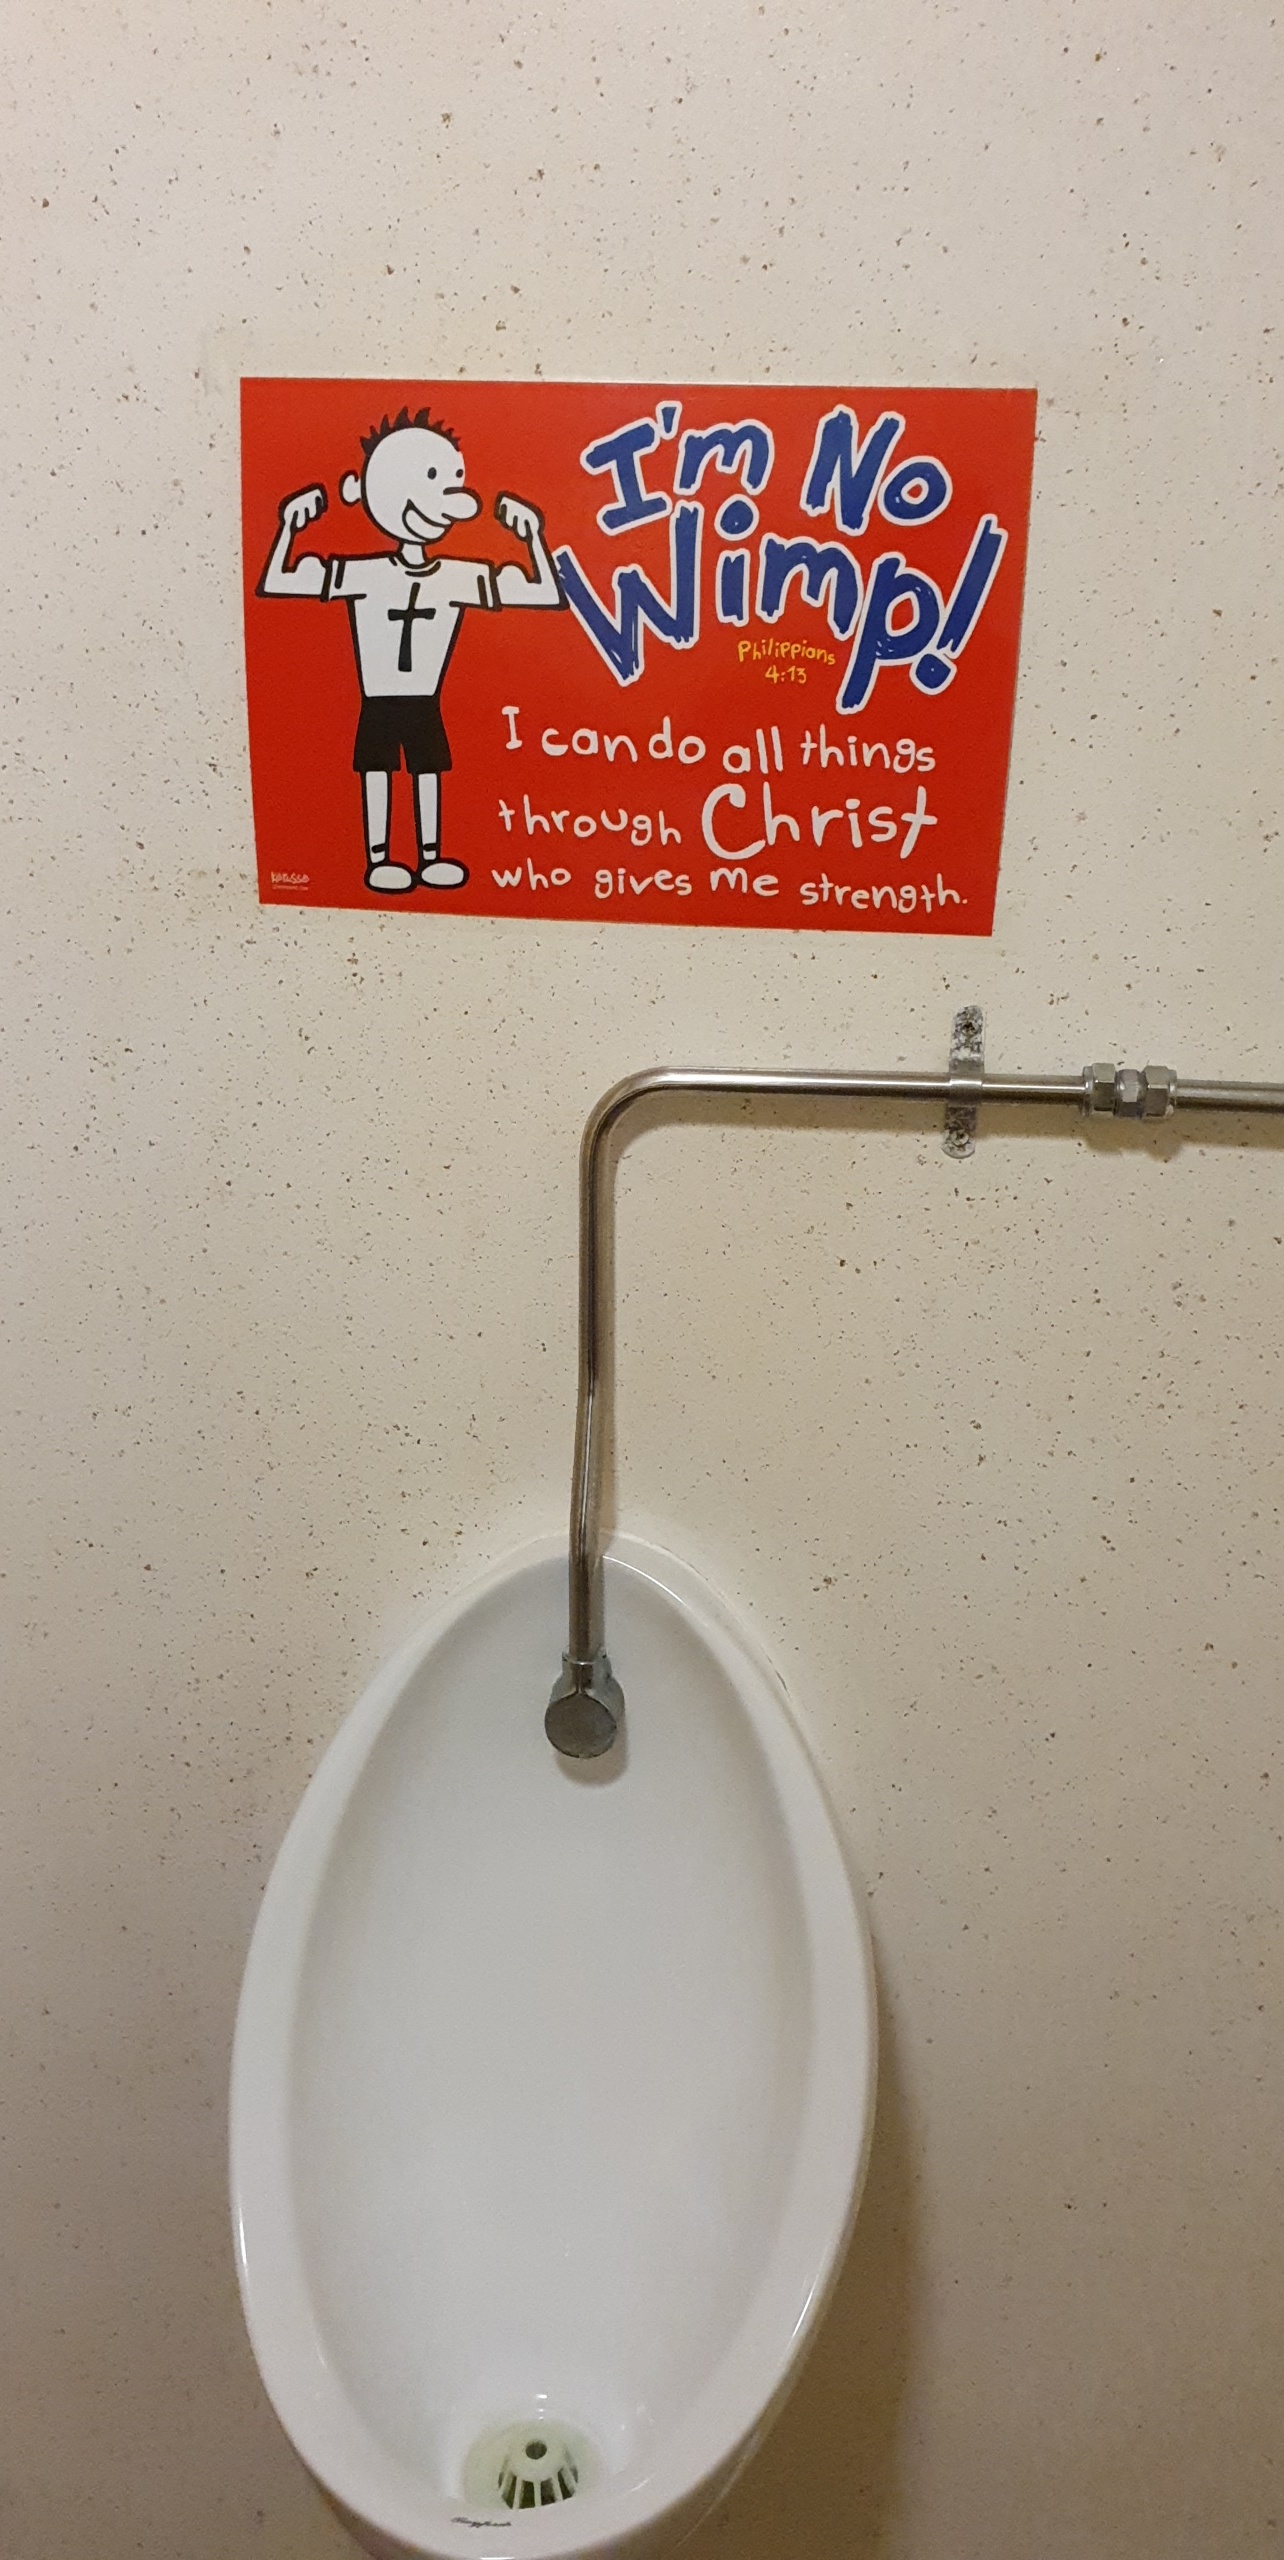 I'm No
Wimp!
Philippians
4:13
I can do all things
through Christ
who gives me strength.